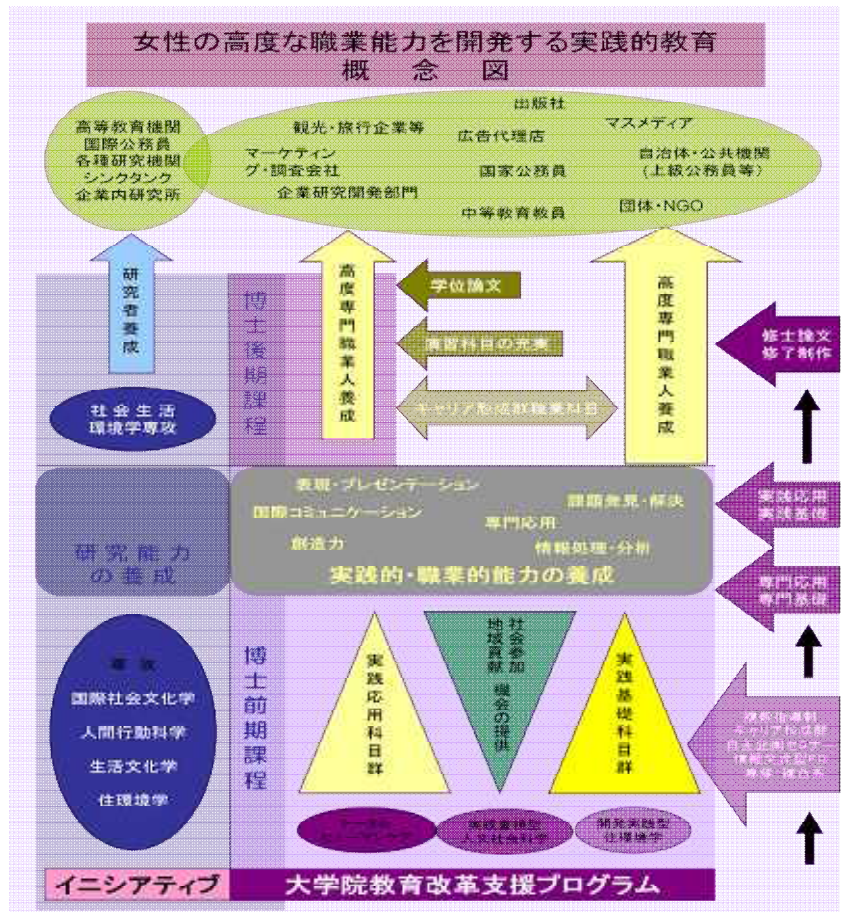 女性の高度な職業能力を開発する実践的教育
概 念 図
高等教育機関
国際公務員
各種研究機関
シンクタンク
企業内研究所
観光・旅行企業等
マーケティン
グ・調査会社
企業研究開発部門
出版社
広告代理店
国家公務員
中等教育教員
マスメディア
自治体・公共機関
(上級公務員等)
団体・NGO
研究者養成
社会生活
環境学専攻
博士後期課程
高度専門職業人養成
学位論文
演習科目の充実
キャリア形成就職業科目
高度専門職業人養成
修士論文
修了制作
研究能力
の養成
表現・プレゼンテーション
国際コミュニケーション
創造力
課題発見・解決
専門応用
情報処理・分析
実践的・職業的能力の養成
実践応用
実践基礎
専門応用
専門基礎
専攻
国際社会文化学
人間行動科学
生活文化学
住環境学
博士前期課程
実践応用科目群
社会参加
地域貢献 機会の提供
実践基礎科目群
実践重視型
人文社会科学
開発実践型
住環境学
イニシアティブ
大学院教育改革支援プログラム